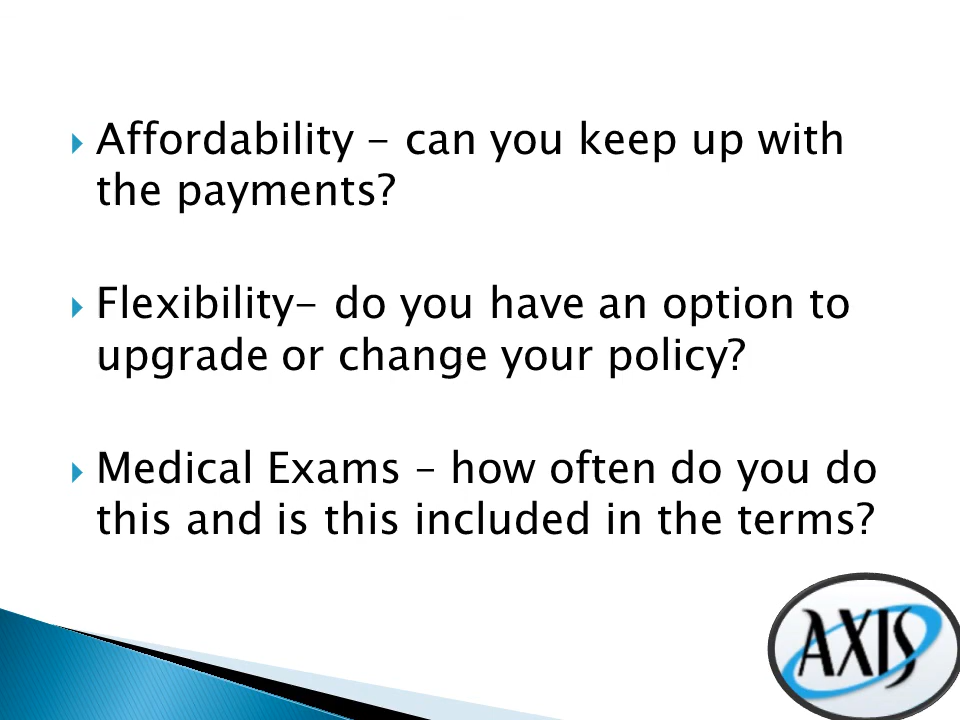 Affordability - can you keep up with
the payments?
Flexibility- do you have an option to
upgrade or change your policy?
Medical Exams – how often do you do
this and is this included in the terms?
AXIS